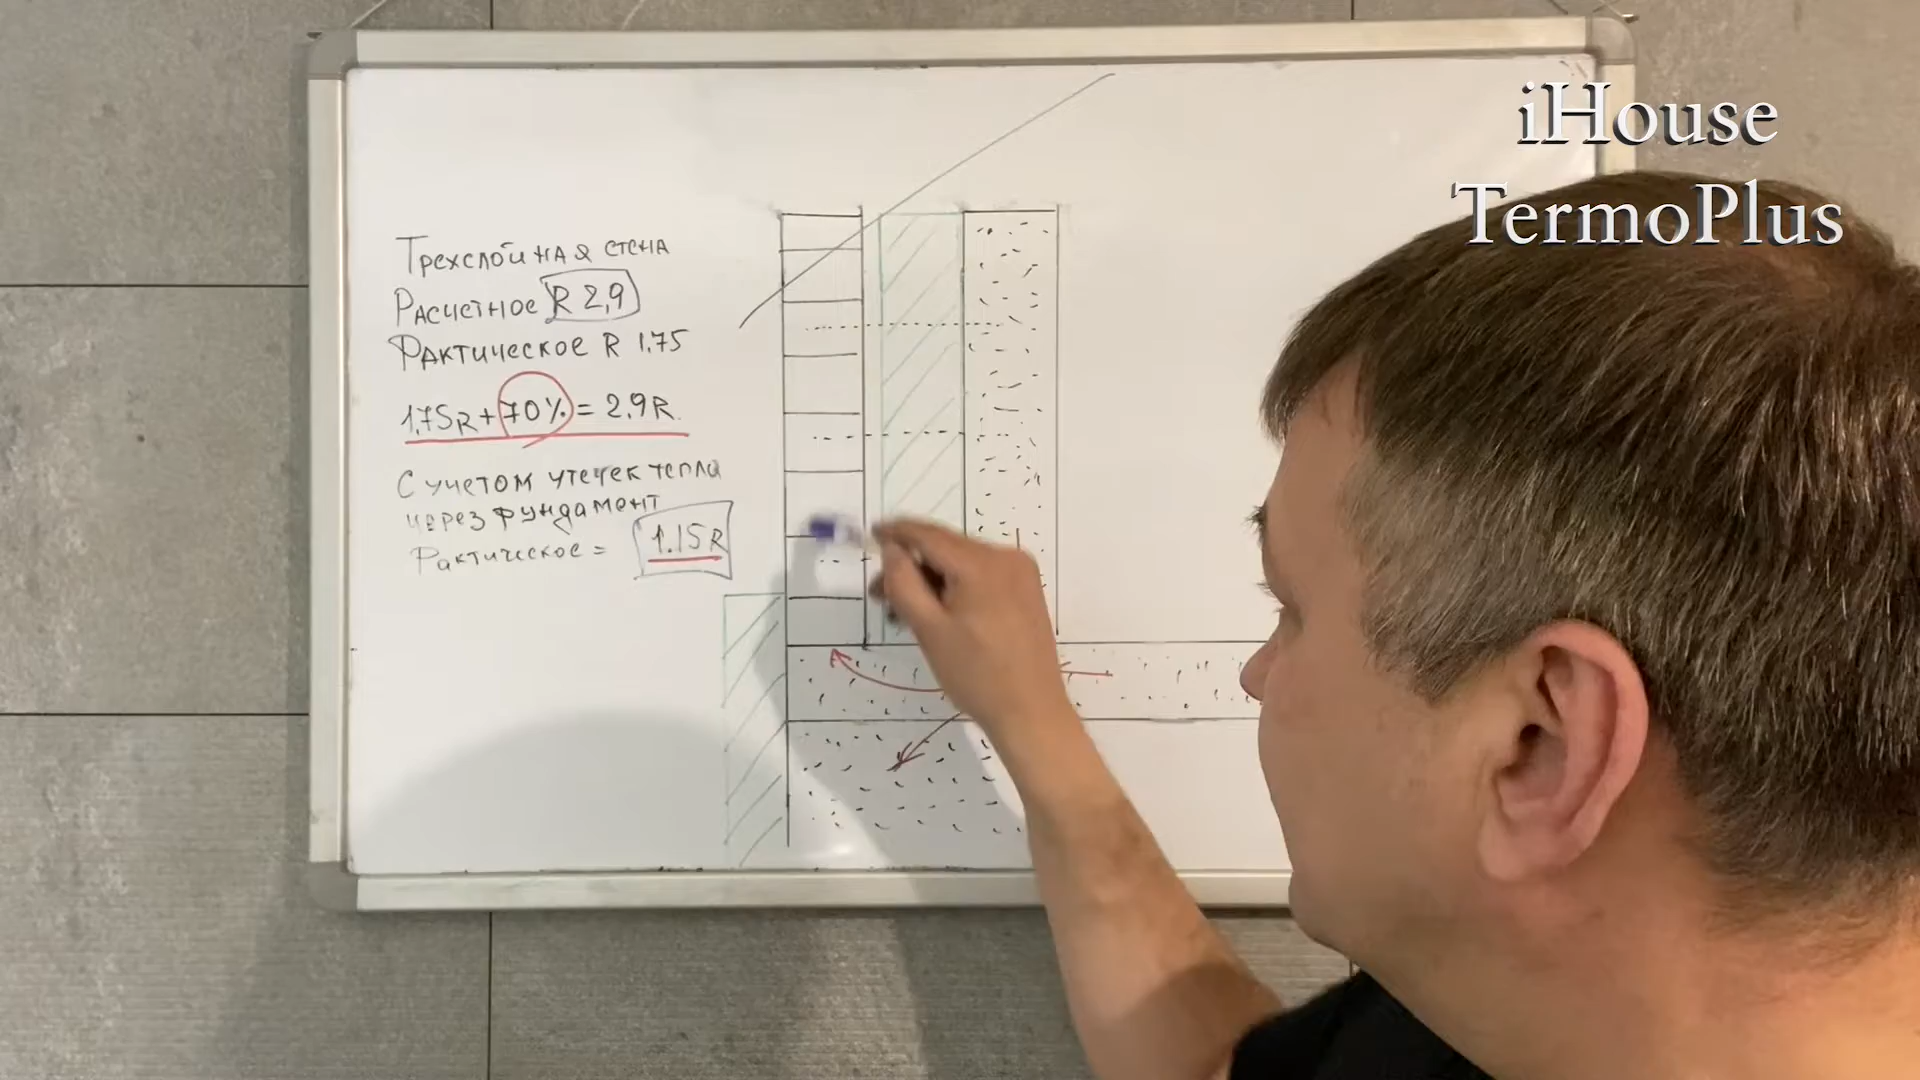 iHouse
TermoPlus
Трехслойная стена
Расчетное R 2,9
Фактическое R 1.75
1,75R + 70% = 2.9R.
С учетом утечек тепла
через фундамент
Фактическое = 1.15R